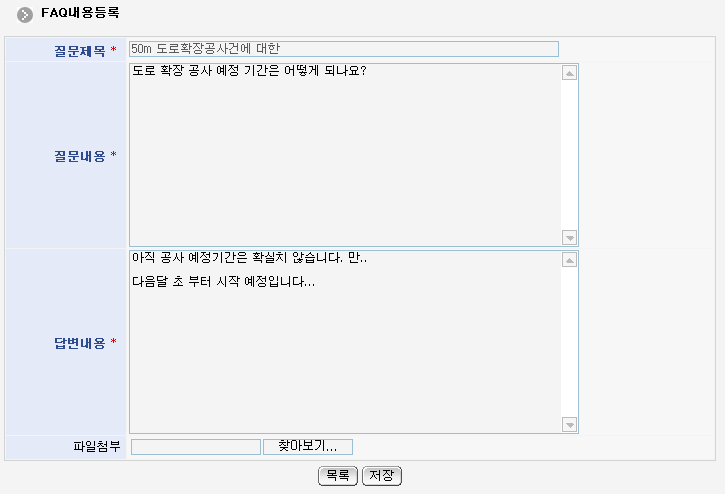 FAQ내용등록
질문제목 *
50m 도로확장공사건에 대한
질문내용 *
도로 확장 공사 예정 기간은 어떻게 되나요?
답변내용 *
아직 공사 예정기간은 확실치 않습니다. 만..
다음달 초 부터 시작 예정입니다...
파일첨부
찾아보기...
목록 저장